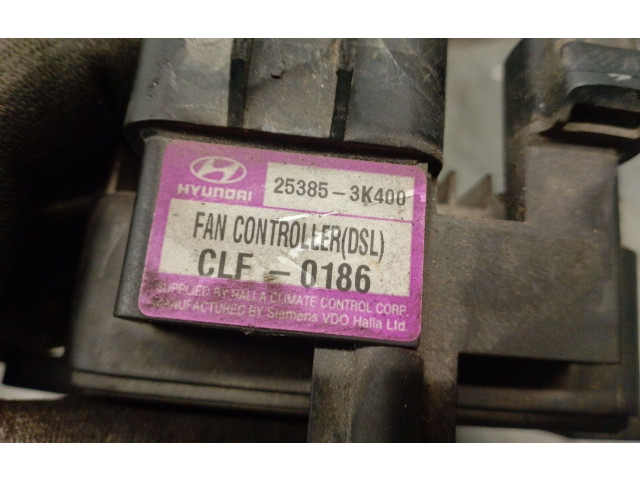 HYUNDAI 25385-3K400
FAN CONTROLLER(DSL)
CLF - 0186
SUPPLIED BY HALLA CLIMATE CONTROL CORP
MANUFACTURED BY Siemens VDO Halla Ltd.